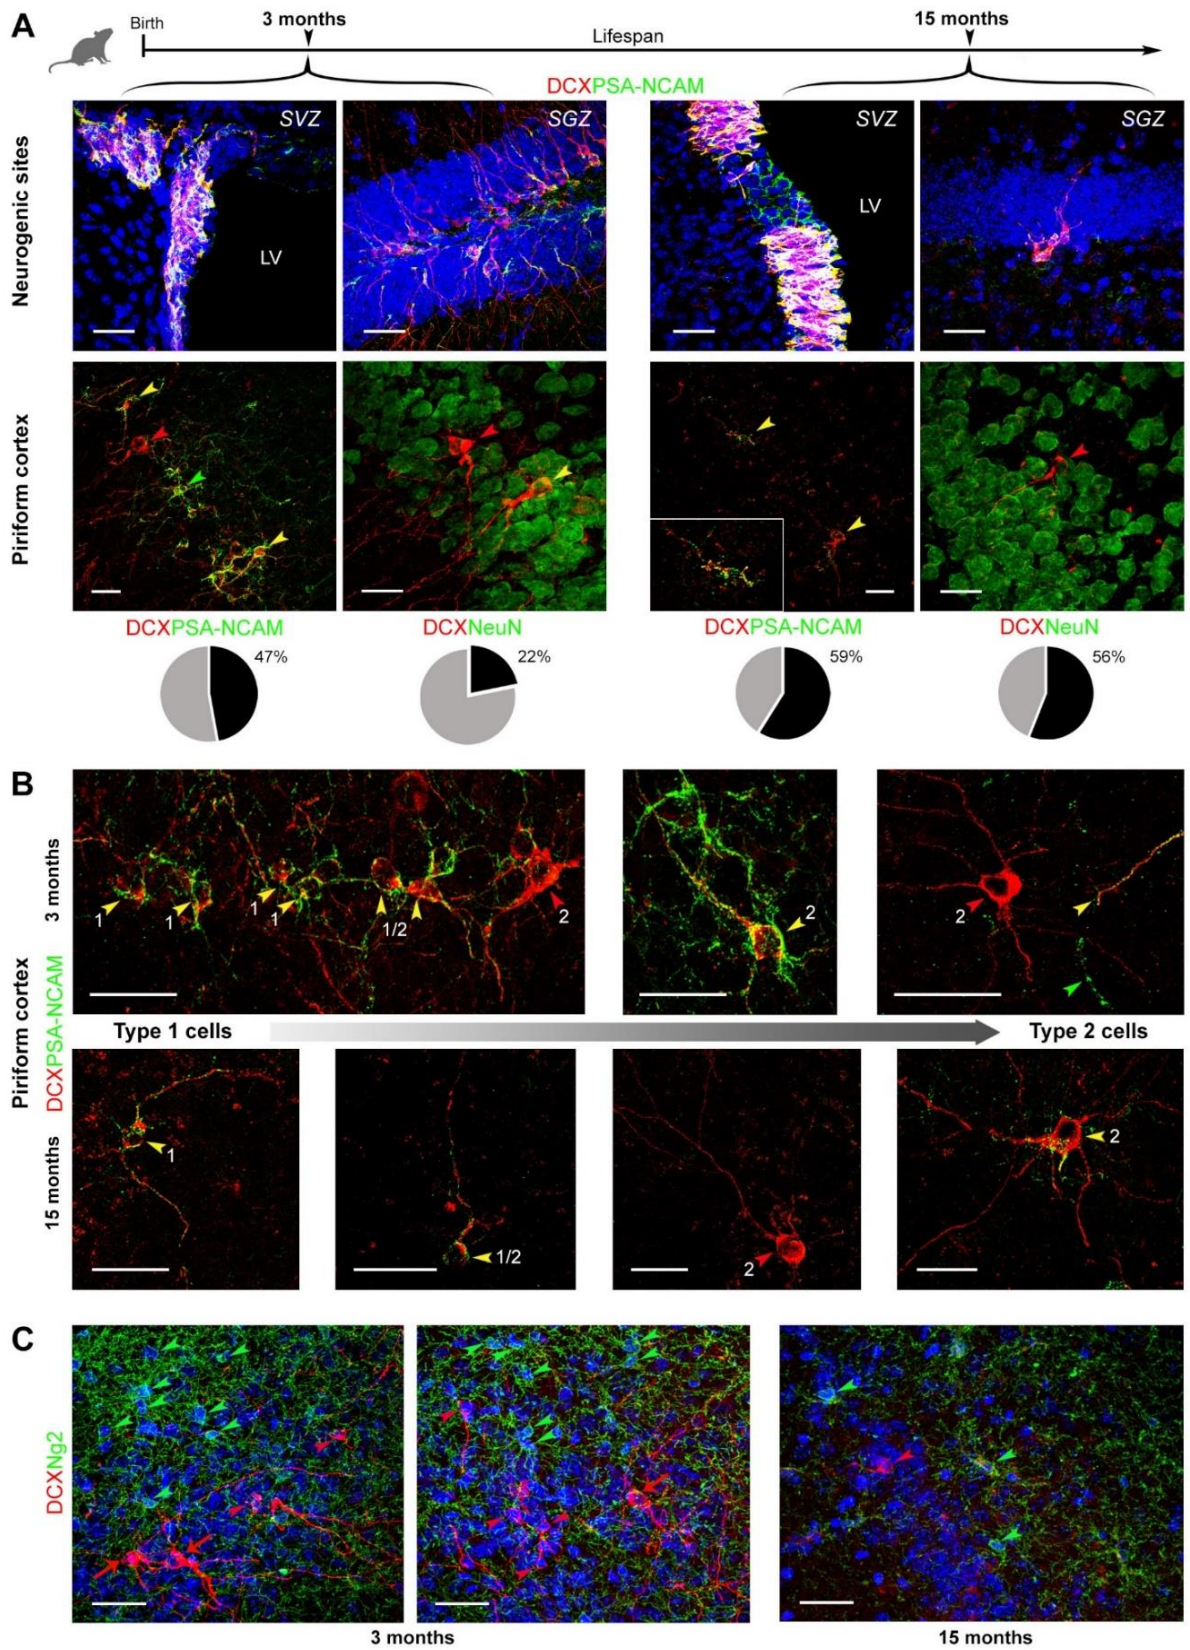 A
Birth
3 months
Lifespan
15 months
DCXPSA-NCAM
Neurogenic sites
SVZ
LV
SGZ
SVZ
LV
SGZ
Piriform cortex
DCXPSA-NCAM
DCXNeuN
DCXPSA-NCAM
DCXNeuN
47%
22%
59%
56%
B
Piriform cortex
DCXPSA-NCAM
3 months
1
1
1
1
1/2
2
2
2
Type 1 cells
Type 2 cells
15 months
1
1/2
2
2
C
DCXNg2
3 months
15 months